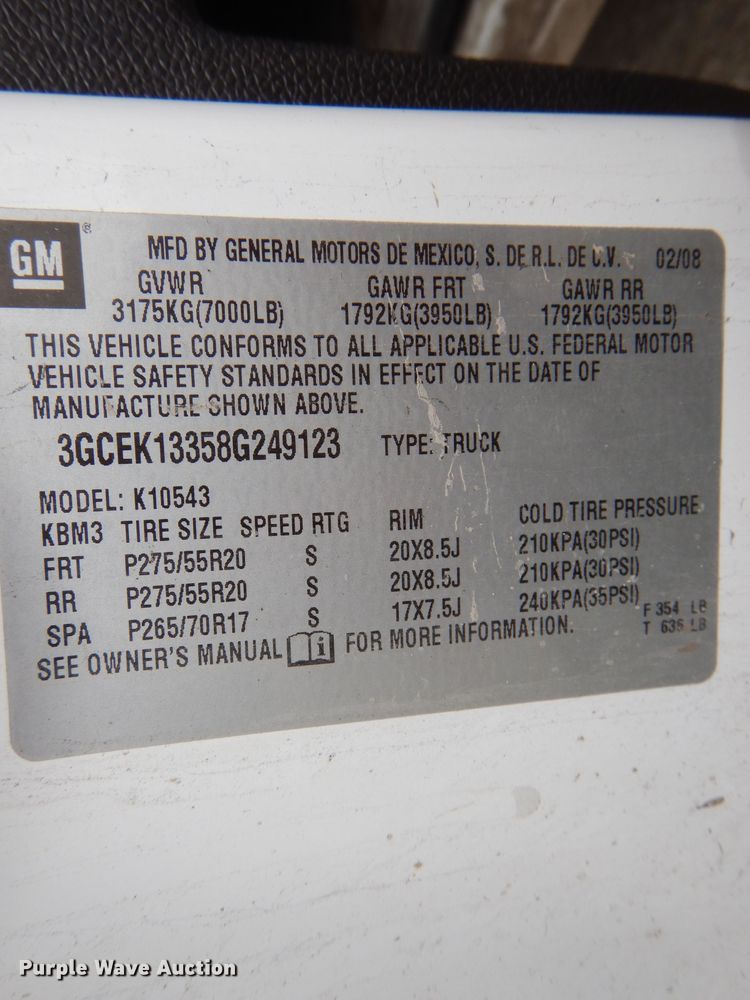 GM®
MFD BY GENERAL MOTORS DE MEXICO, S. DE R.L. DE C.V. 02/08
GVWR GAWR FRT GAWR RR
3175KG(7000LB) 1792KG(3950LB) 1792KG(3950LB)
THIS VEHICLE CONFORMS TO ALL APPLICABLE U.S. FEDERAL MOTOR
VEHICLE SAFETY STANDARDS IN EFFECT ON THE DATE OF
MANUFACTURE SHOWN ABOVE.
3GCEK13358G249123 TYPE: TRUCK
MODEL: K10543
KBM3 TIRE SIZE SPEED RTG RIM COLD TIRE PRESSURE
FRT P275/55R20 S 20X8.5J 210KPA(30PSI)
RR P275/55R20 S 20X8.5J 210KPA(30PSI)
SPA P265/70R17 S 17X7.5J 240KPA(35PSI)
F 354 LB
T 635 LB
SEE OWNER'S MANUAL i FOR MORE INFORMATION.
Purple Wave Auction